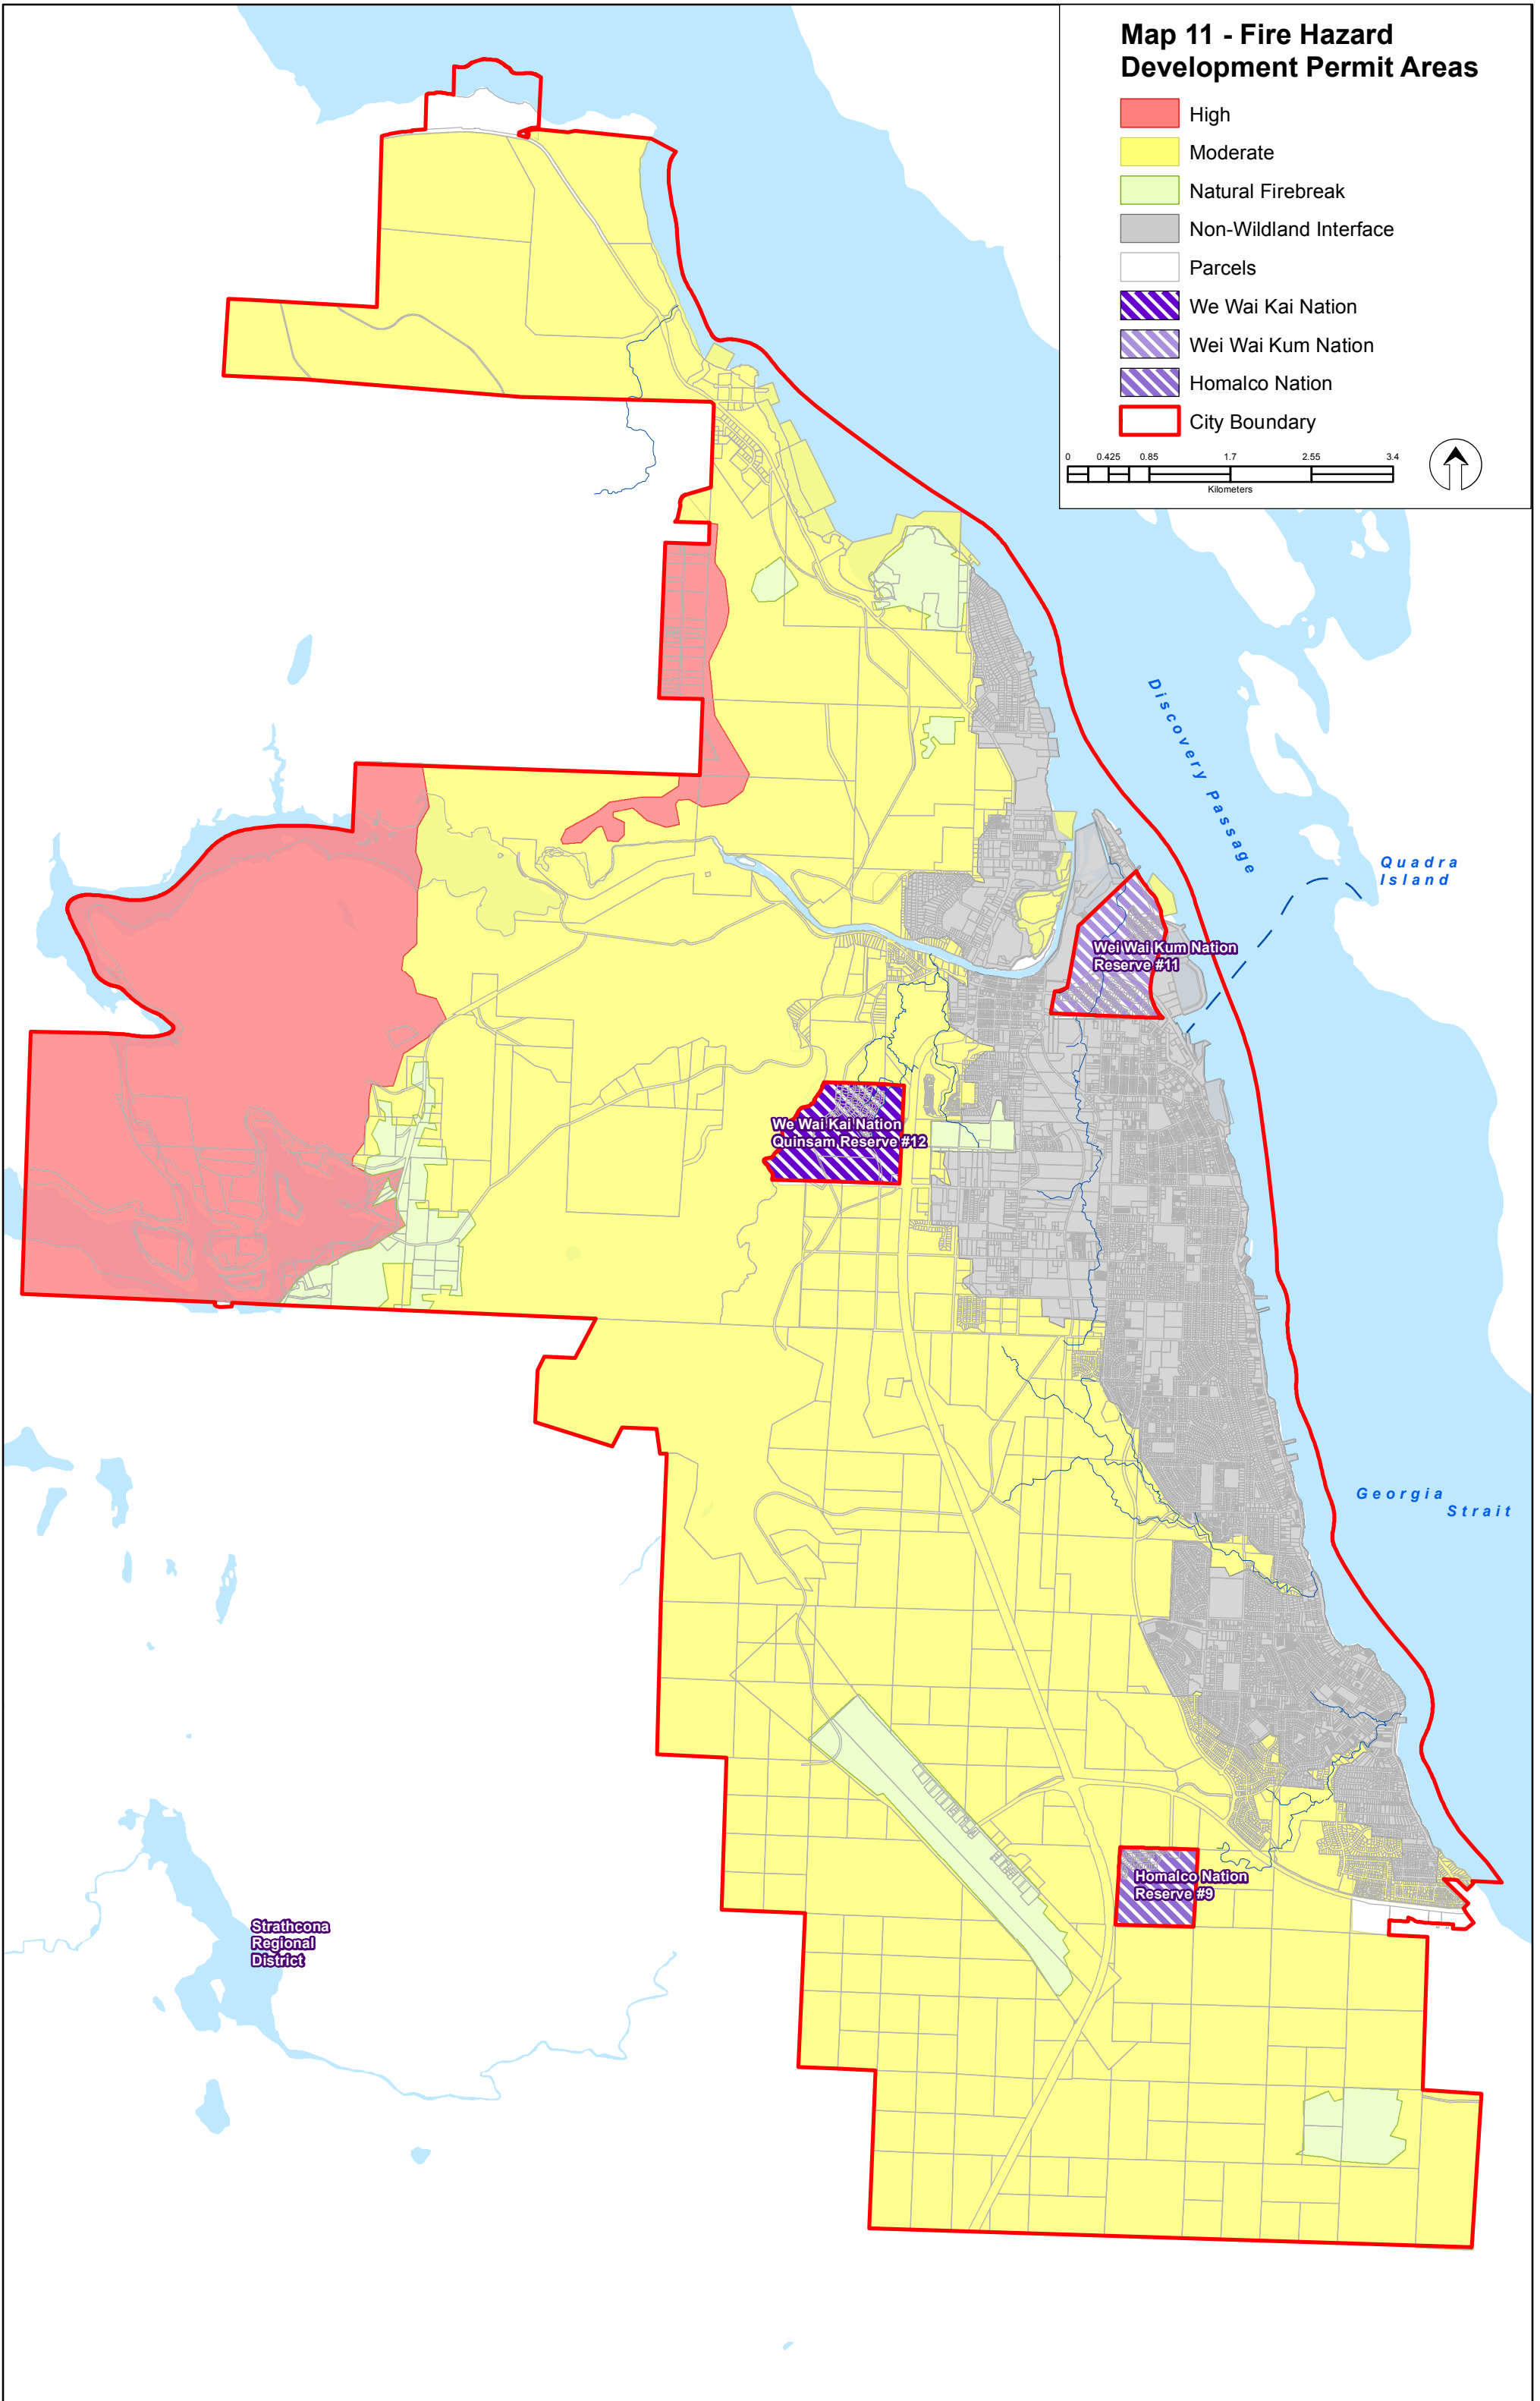 Map 11 - Fire Hazard
Development Permit Areas
High
Moderate
Natural Firebreak
Non-Wildland Interface
Parcels
We Wai Kai Nation
Wei Wai Kum Nation
Homalco Nation
City Boundary
0 0.425 0.85 1.7 2.55 3.4
Kilometers
Discovery Passage
Quadra
Island
Wei Wai Kum Nation
Reserve #11
We Wai Kai Nation
Quinsam Reserve #12
Georgia
Strait
Homalco Nation
Reserve #9
Strathcona
Regional
District